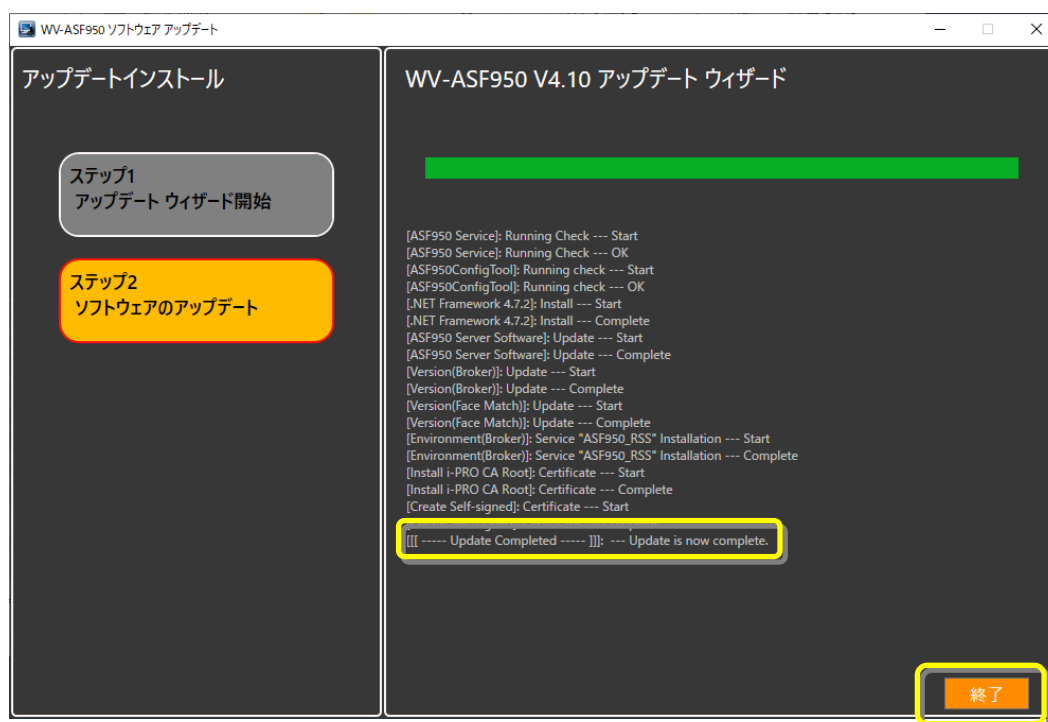 WV-ASF950 ソフトウェア アップデート
アップデートインストール
ステップ1
アップデート ウィザード開始
ステップ2
ソフトウェアのアップデート
WV-ASF950 V4.10 アップデート ウィザード
[ASF950 Service]: Running Check --- Start
[ASF950 Service]: Running Check --- OK
[ASF950ConfigTool]: Running check --- Start
[ASF950ConfigTool]: Running check --- OK
[.NET Framework 4.7.2]: Install --- Start
[.NET Framework 4.7.2]: Install --- Complete
[ASF950 Server Software]: Update --- Start
[ASF950 Server Software]: Update --- Complete
[Version(Broker)]: Update --- Start
[Version(Broker)]: Update --- Complete
[Version(Face Match)]: Update --- Start
[Version(Face Match)]: Update --- Complete
[Environment(Broker)]: Service "ASF950_RSS" Installation --- Start
[Environment(Broker)]: Service "ASF950_RSS" Installation --- Complete
[Install i-PRO CA Root]: Certificate --- Start
[Install i-PRO CA Root]: Certificate --- Complete
[Create Self-signed]: Certificate --- Start
[[[ ----- Update Completed ----- ]]]: --- Update is now complete.
終了